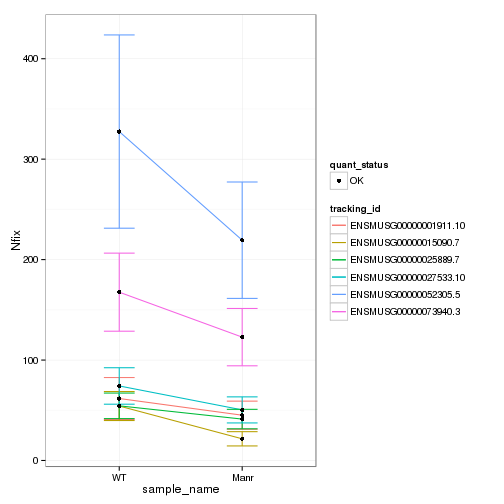 400
300
200
100
0
Nfix
WT
Manr
sample_name
quant_status
OK
tracking_id
ENSMUSG00000001911.10
ENSMUSG00000015090.7
ENSMUSG00000025889.7
ENSMUSG00000027533.10
ENSMUSG00000052305.5
ENSMUSG00000073940.3